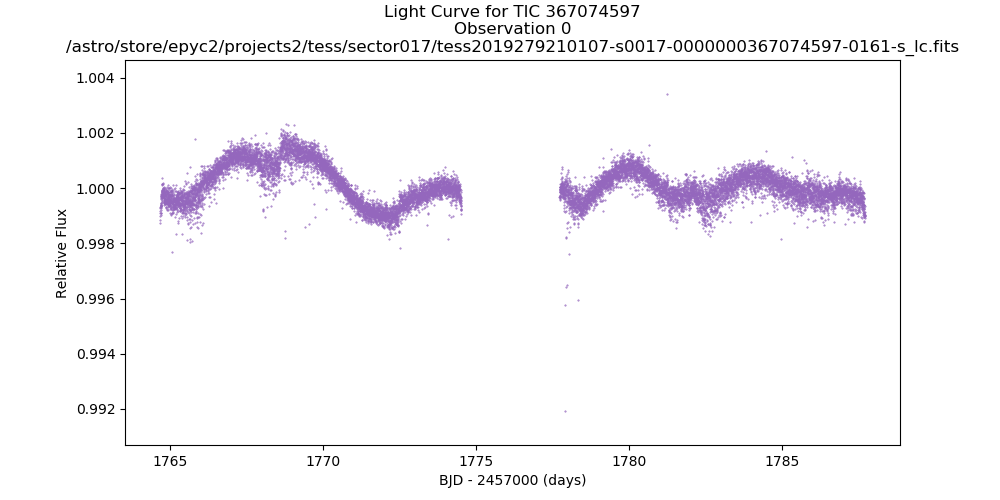 Light Curve for TIC 367074597
Observation 0
/astro/store/epyc2/projects2/tess/sector017/tess2019279210107-s0017-0000000367074597-0161-s_lc.fits
1.004
1.002
1.000
0.998
0.996
0.994
0.992
Relative Flux
1765
1770
1775
1780
1785
BJD - 2457000 (days)